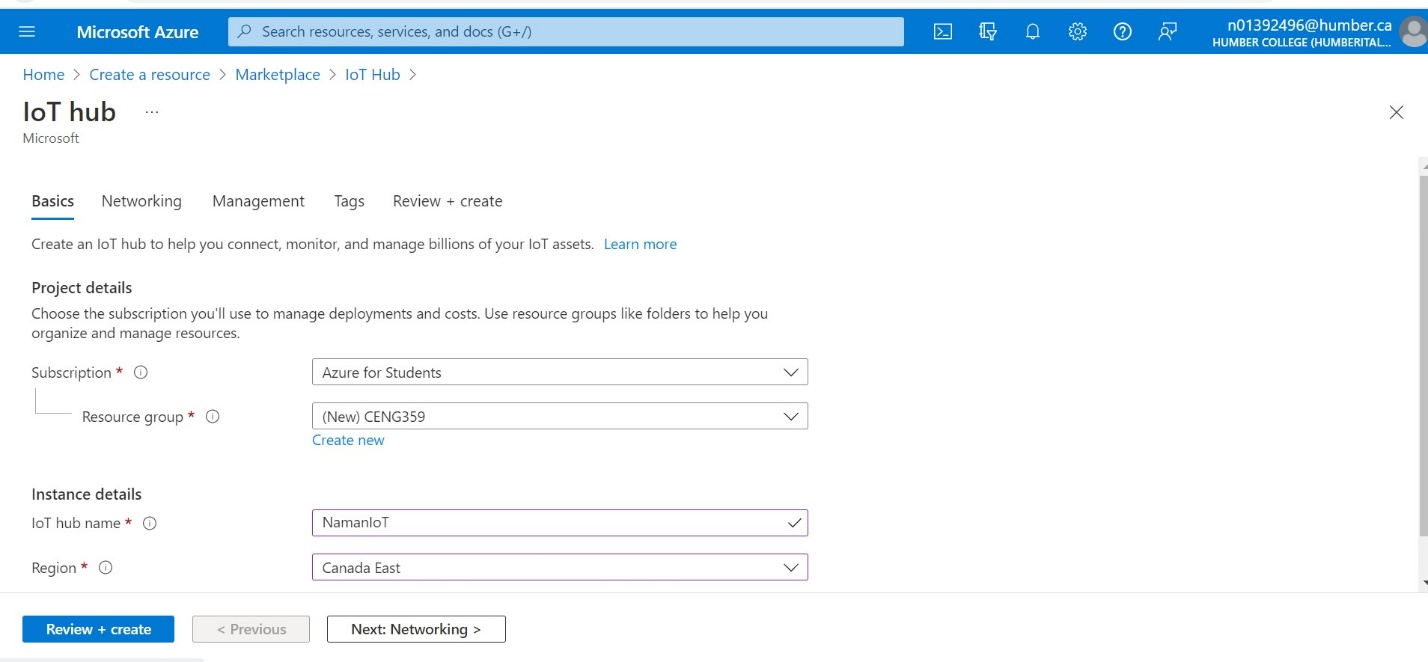 Microsoft Azure
Search resources, services, and docs (G+/)
n01392496@humber.ca
HUMBER COLLEGE (HUMBERITAL...
Home > Create a resource > Marketplace > IoT Hub >
IoT hub ...
Microsoft
Basics Networking Management Tags Review + create
Create an IoT hub to help you connect, monitor, and manage billions of your IoT assets. Learn more
Project details
Choose the subscription you'll use to manage deployments and costs. Use resource groups like folders to help you
organize and manage resources.
Subscription * Azure for Students
Resource group * (New) CENG359
Create new
Instance details
IoT hub name * NamanIoT
Region * Canada East
Review + create < Previous Next: Networking >